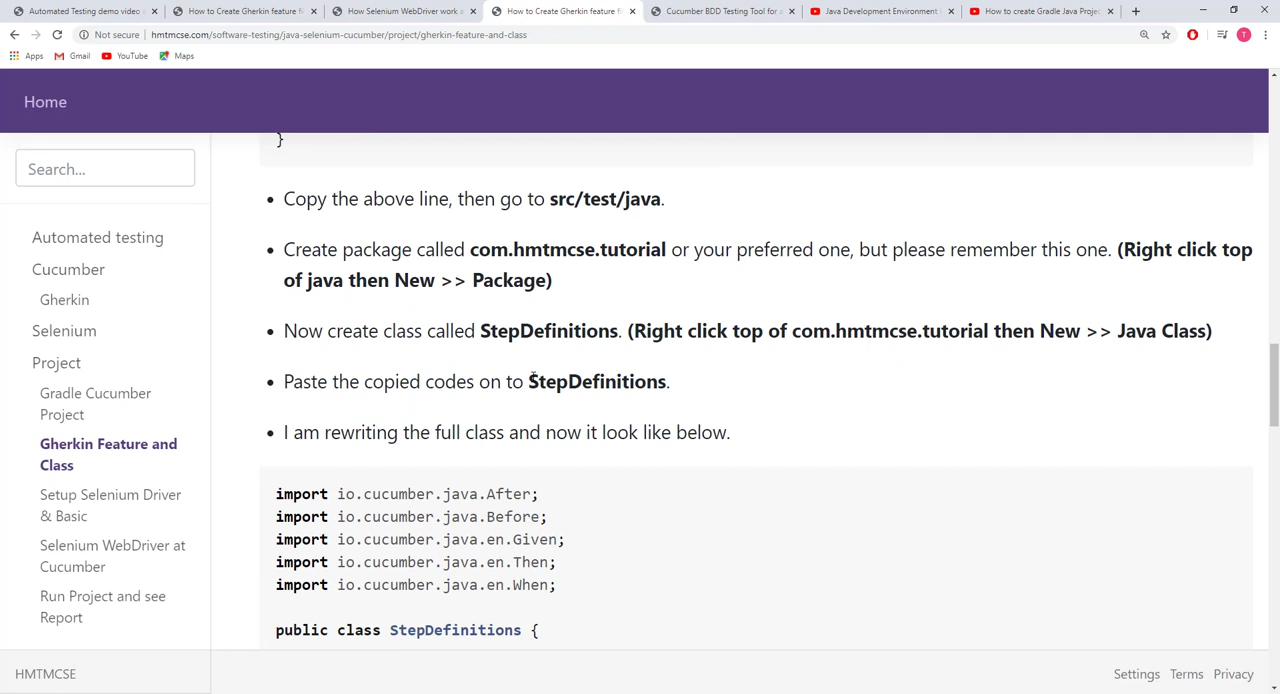 Automated Testing demo video a
How to Create Gherkin feature fi
How Selenium WebDriver work a
How to Create Gherkin feature fi
Cucumber BDD Testing Tool for a
Java Development Environment
How to create Gradle Java Projec
Not secure | hmtmcse.com/software-testing/java-selenium-cucumber/project/gherkin-feature-and-class
T
Apps Gmail YouTube Maps
Home
Search...
Automated testing
Cucumber
Gherkin
Selenium
Project
Gradle Cucumber
Project
Gherkin Feature and
Class
Setup Selenium Driver
& Basic
Selenium WebDriver at
Cucumber
Run Project and see
Report
HMTMCSE
}
• Copy the above line, then go to src/test/java.
• Create package called com.hmtmcse.tutorial or your preferred one, but please remember this one. (Right click top
of java then New >> Package)
• Now create class called StepDefinitions. (Right click top of com.hmtmcse.tutorial then New >> Java Class)
• Paste the copied codes on to StepDefinitions.
• I am rewriting the full class and now it look like below.
import io.cucumber.java.After;
import io.cucumber.java.Before;
import io.cucumber.java.en.Given;
import io.cucumber.java.en.Then;
import io.cucumber.java.en.When;
public class StepDefinitions {
Settings Terms Privacy